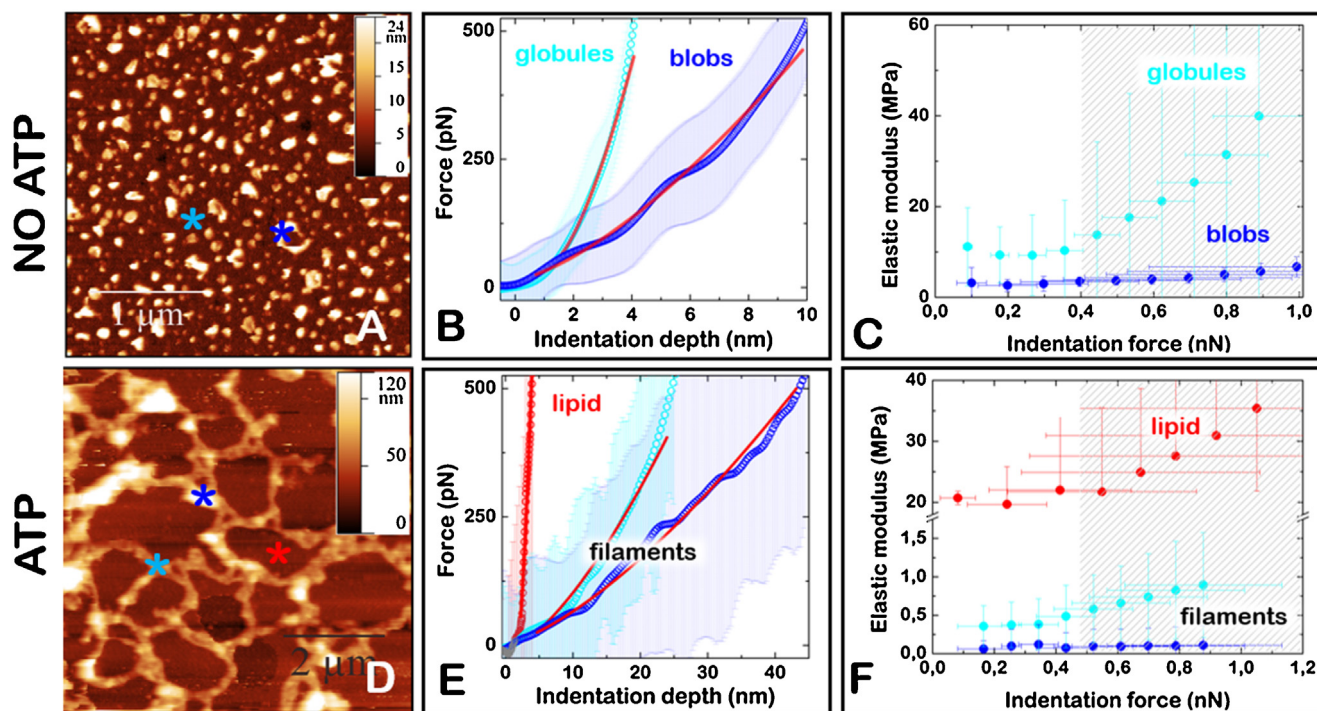 NO ATP
24
nm
15
10
5
0
1 μm
A
500
250
0
globules
blobs
Force (pN)
0 2 4 6 8 10
Indentation depth (nm)
B
60
40
20
0
globules
blobs
Elastic modulus (MPa)
0,0 0,2 0,4 0,6 0,8 1,0
Indentation force (nN)
C
ATP
120
nm
80
60
40
0
2 μm
D
500
250
0
lipid
filaments
Force (pN)
0 10 20 30 40
Indentation depth (nm)
E
40
30
20
1,5
1,0
0,5
0,0
lipid
filaments
Elastic modulus (MPa)
0,0 0,2 0,4 0,6 0,8 1,0 1,2
Indentation force (nN)
F